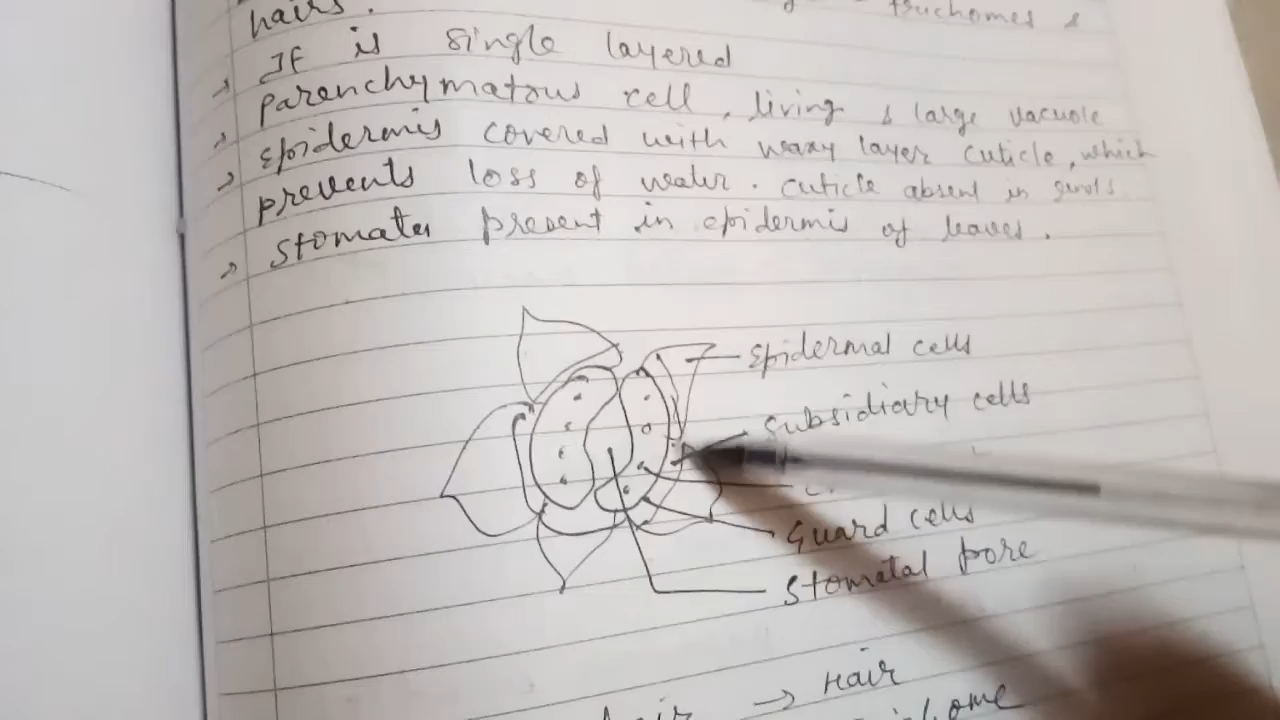 trichomes &
hairs.
→ It is single layered
→ parenchymatous cell, living & large vacuole
→ epidermis covered with waxy layer cuticle, which
prevents loss of water. cuticle absent in
→ stomata present in epidermis of leaves.
Epidermal cells
subsidiary cells
Guard cells
Stomatal pore
→ Hair